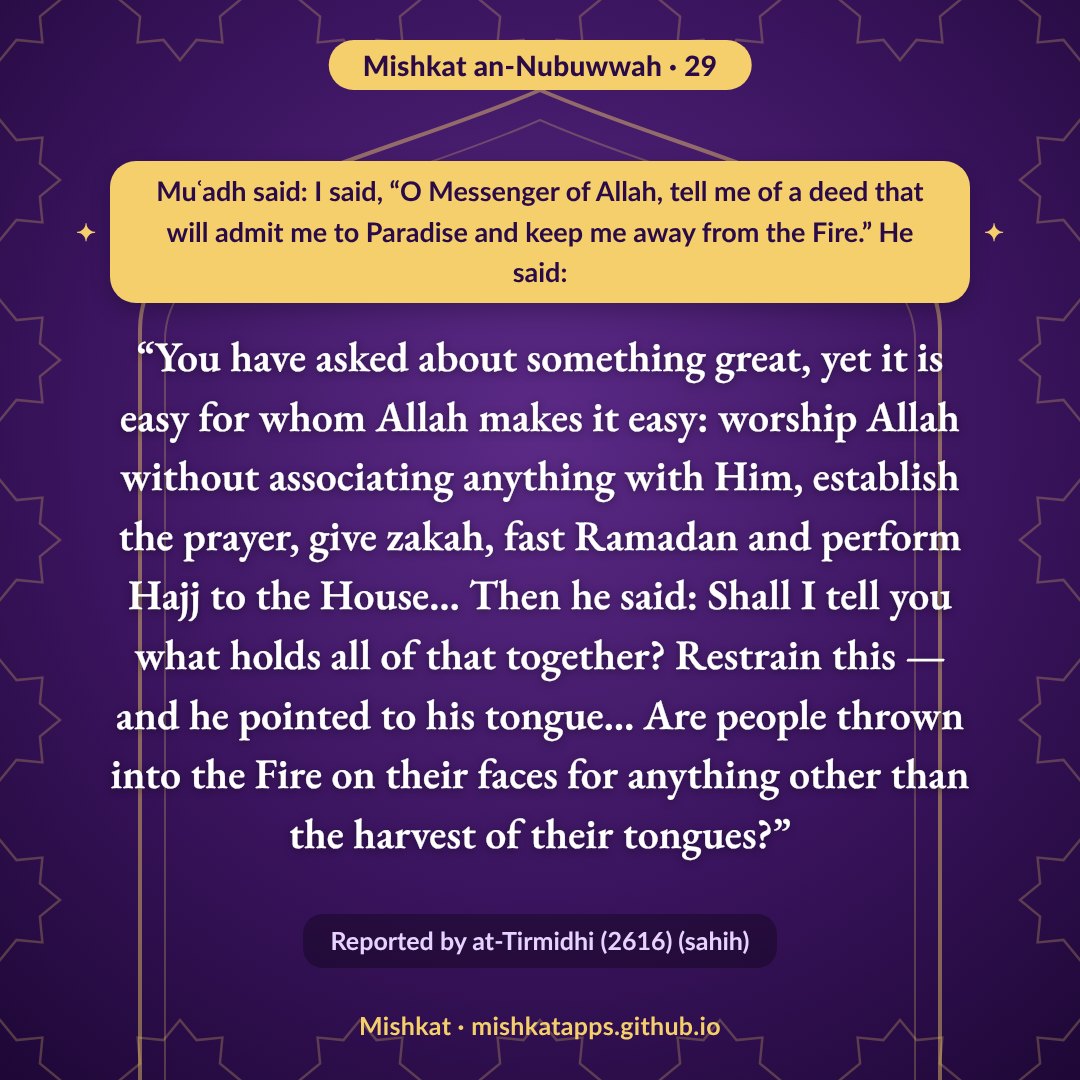 Mishkat an-Nubuwwah · 29
Muʿadh said: I said, “O Messenger of Allah, tell me of a deed that
will admit me to Paradise and keep me away from the Fire.” He
said:
“You have asked about something great, yet it is
easy for whom Allah makes it easy: worship Allah
without associating anything with Him, establish
the prayer, give zakah, fast Ramadan and perform
Hajj to the House… Then he said: Shall I tell you
what holds all of that together? Restrain this —
and he pointed to his tongue… Are people thrown
into the Fire on their faces for anything other than
the harvest of their tongues?”
Reported by at-Tirmidhi (2616) (sahih)
Mishkat · mishkatapps.github.io